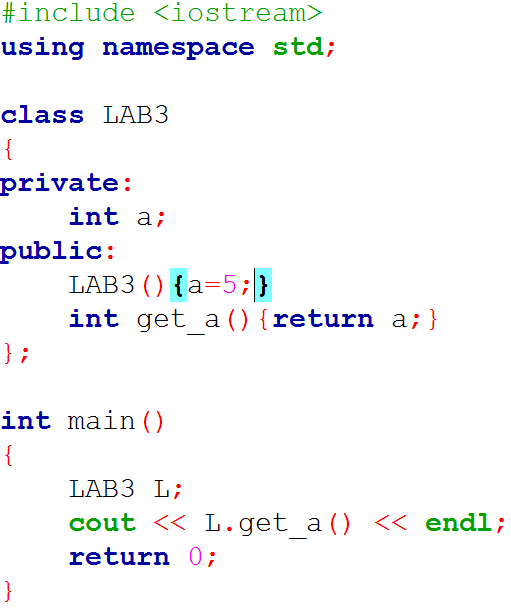 #include <iostream>
using namespace std;
class LAB3
{
private:
    int a;
public:
    LAB3(){a=5;}
    int get_a(){return a;}
};
int main()
{
    LAB3 L;
    cout << L.get_a() << endl;
    return 0;
}